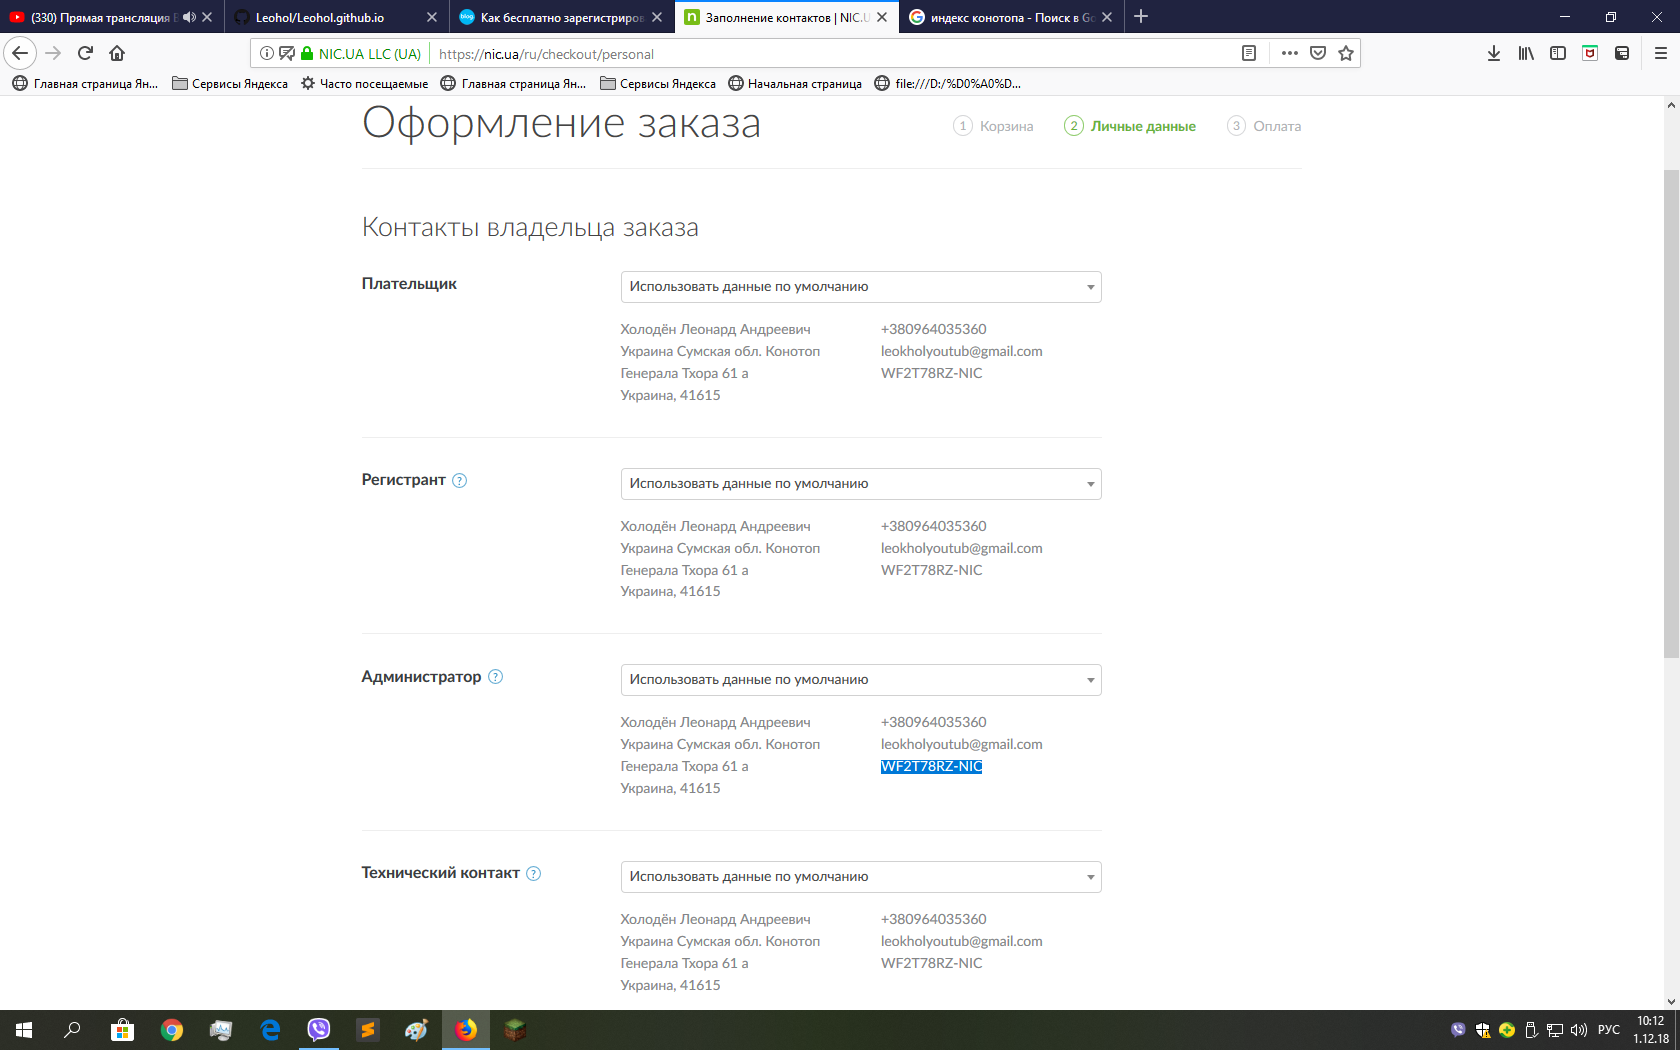 (330) Прямая трансляция
Leohol/Leohol.github.io
Как бесплатно зарегистриров
Заполнение контактов | NIC.U
индекс конотопа - Поиск в Go
NIC.UA LLC (UA)
https://nic.ua/ru/checkout/personal
Главная страница Ян...
Сервисы Яндекса
Часто посещаемые
Главная страница Ян...
Сервисы Яндекса
Начальная страница
file:///D:/%D0%A0%D...
Оформление заказа
1 Корзина
2 Личные данные
3 Оплата
Контакты владельца заказа
Плательщик
Использовать данные по умолчанию
Холодён Леонард Андреевич
Украина Сумская обл. Конотоп
Генерала Тхора 61 а
Украина, 41615
+380964035360
leokholyoutub@gmail.com
WF2T78RZ-NIC
Регистрант ?
Использовать данные по умолчанию
Холодён Леонард Андреевич
Украина Сумская обл. Конотоп
Генерала Тхора 61 а
Украина, 41615
+380964035360
leokholyoutub@gmail.com
WF2T78RZ-NIC
Администратор ?
Использовать данные по умолчанию
Холодён Леонард Андреевич
Украина Сумская обл. Конотоп
Генерала Тхора 61 а
Украина, 41615
+380964035360
leokholyoutub@gmail.com
WF2T78RZ-NIC
Технический контакт ?
Использовать данные по умолчанию
Холодён Леонард Андреевич
Украина Сумская обл. Конотоп
Генерала Тхора 61 а
Украина, 41615
+380964035360
leokholyoutub@gmail.com
WF2T78RZ-NIC
РУС
10:12
1.12.18